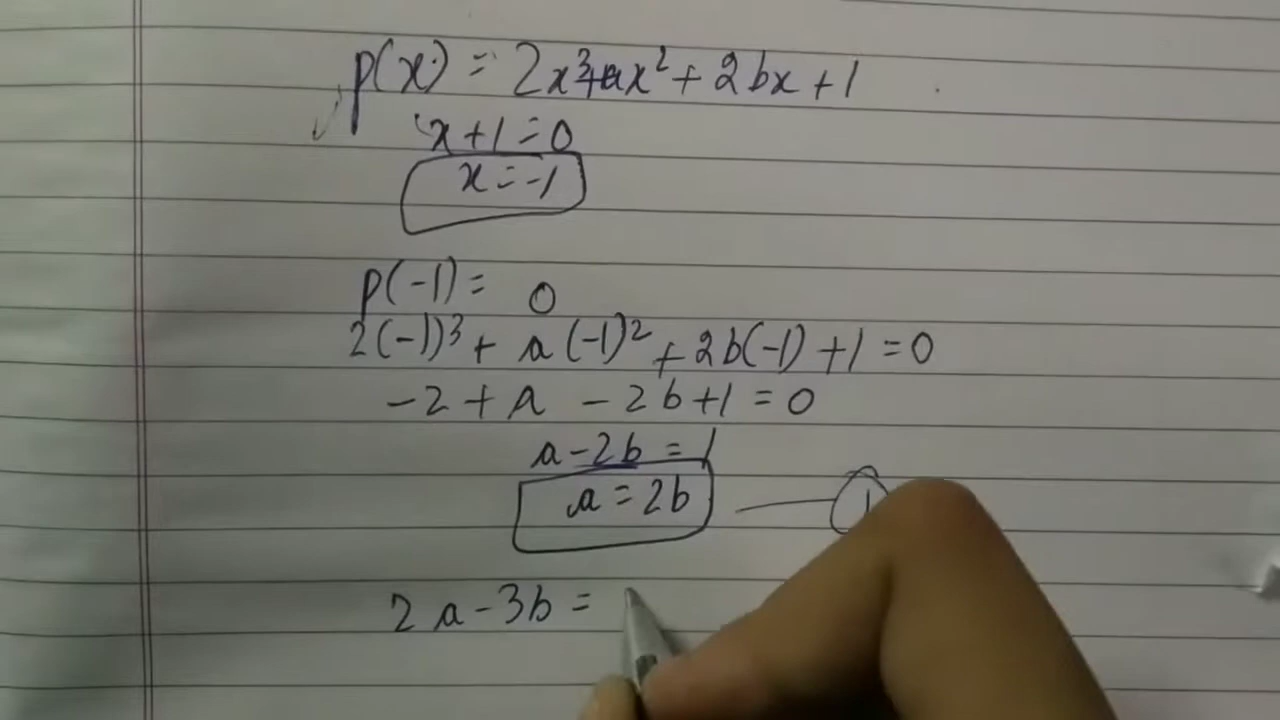 p(x) = 2x³+ax² + 2bx + 1
x + 1 = 0
x = -1
p(-1) = 0
2(-1)³ + a(-1)² + 2b(-1) + 1 = 0
-2 + a - 2b + 1 = 0
a - 2b = 1
a = 2b — 1
2a - 3b =